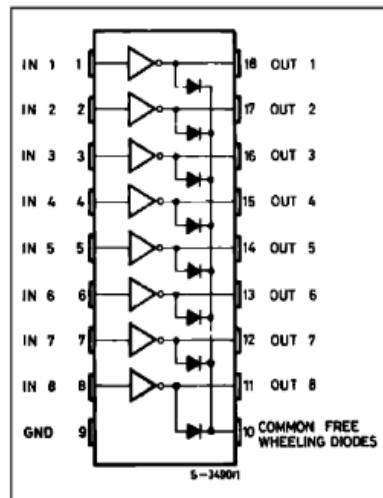 IN 1 1 18 OUT 1
IN 2 2 17 OUT 2
IN 3 3 16 OUT 3
IN 4 4 15 OUT 4
IN 5 5 14 OUT 5
IN 6 6 13 OUT 6
IN 7 7 12 OUT 7
IN 8 8 11 OUT 8
GND 9 10 COMMON FREE
WHEELING DIODES
S-3490/1